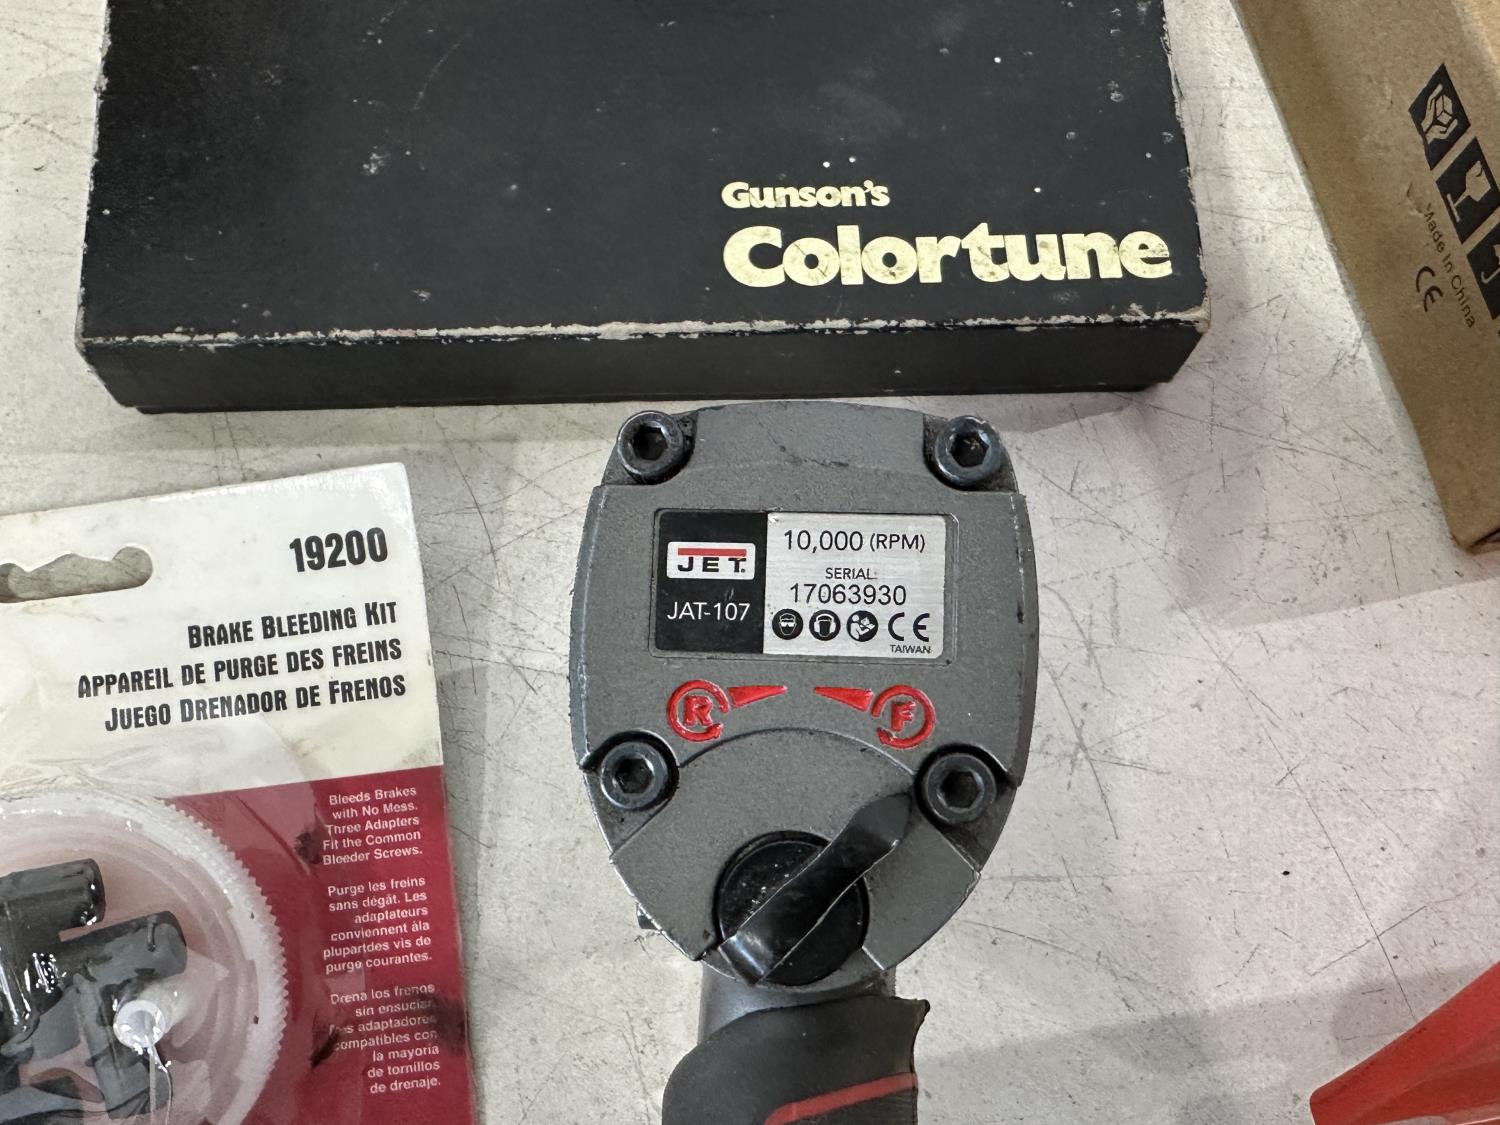 Gunson's
Colortune
Made In China
CE
19200
BRAKE BLEEDING KIT
APPAREIL DE PURGE DES FREINS
JUEGO DRENADOR DE FRENOS
Bleeds Brakes
with No Mess.
Three Adapters
Fit the Common
Bleeder Screws.
Purge les freins
sans dégât. Les
adaptateurs
conviennent àla
plupartdes vis de
purge courantes.
Drena los frenos
sin ensuciar.
adaptadores
compatibles con
la mayoría
de tornillos
de drenaje.
JET
JAT-107
10,000 (RPM)
SERIAL:
17063930
CE
TAIWAN
R F